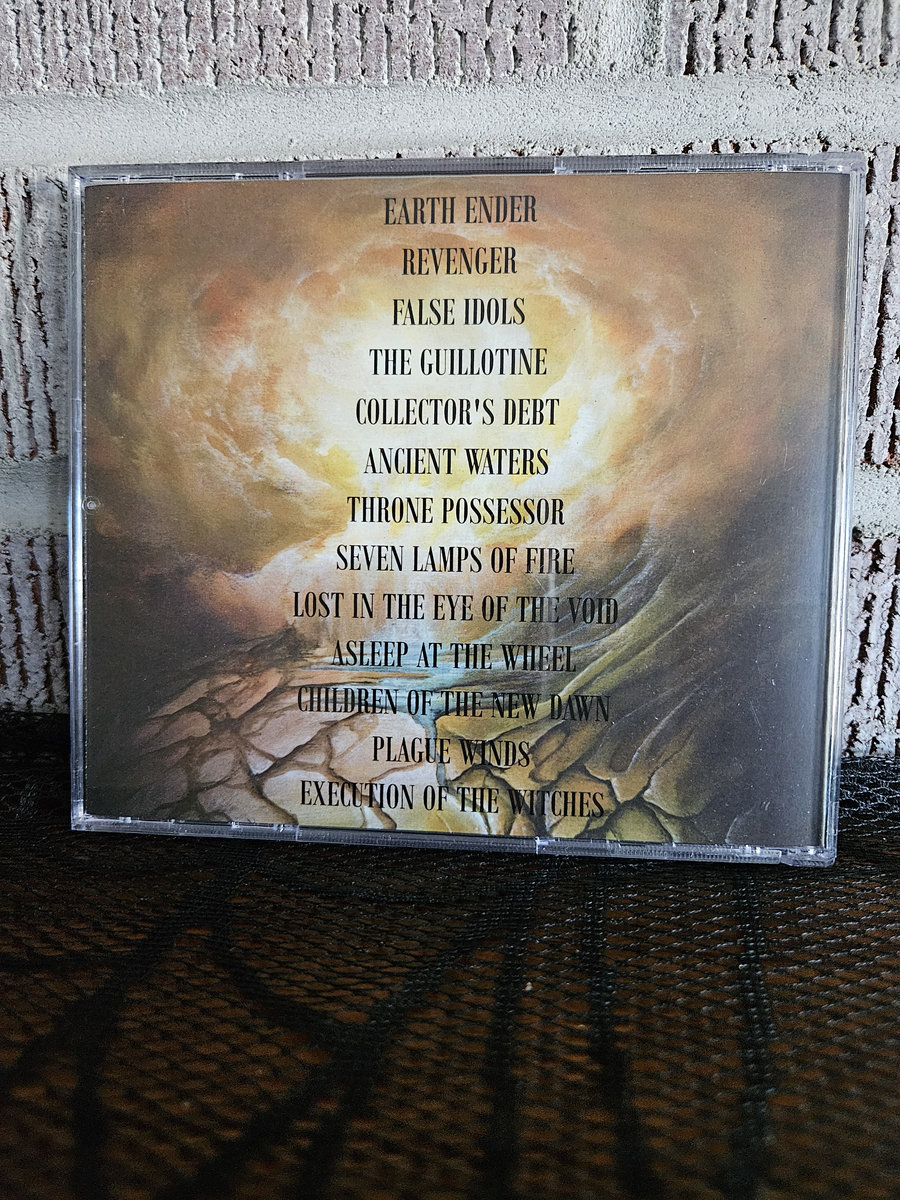 EARTH ENDER
REVENGER
FALSE IDOLS
THE GUILLOTINE
COLLECTOR'S DEBT
ANCIENT WATERS
THRONE POSSESSOR
SEVEN LAMPS OF FIRE
LOST IN THE EYE OF THE VOID
ASLEEP AT THE WHEEL
CHILDREN OF THE NEW DAWN
PLAGUE WINDS
EXECUTION OF THE WITCHES